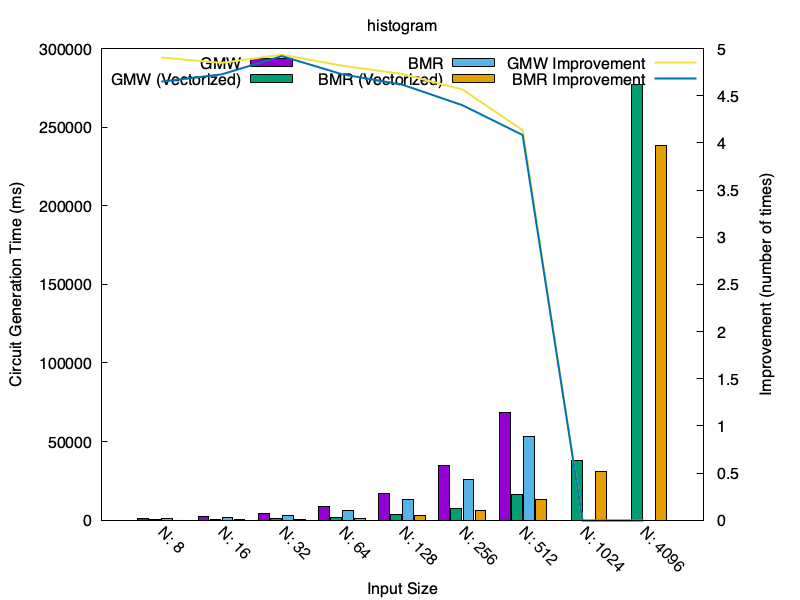 histogram
300000
250000
200000
150000
100000
50000
0
Circuit Generation Time (ms)
GMW
GMW (Vectorized)
BMR
BMR (Vectorized)
GMW Improvement
BMR Improvement
5
4.5
4
3.5
3
2.5
2
1.5
1
0.5
0
Improvement (number of times)
N: 8
N: 16
N: 32
N: 64
N: 128
N: 256
N: 512
N: 1024
N: 4096
Input Size